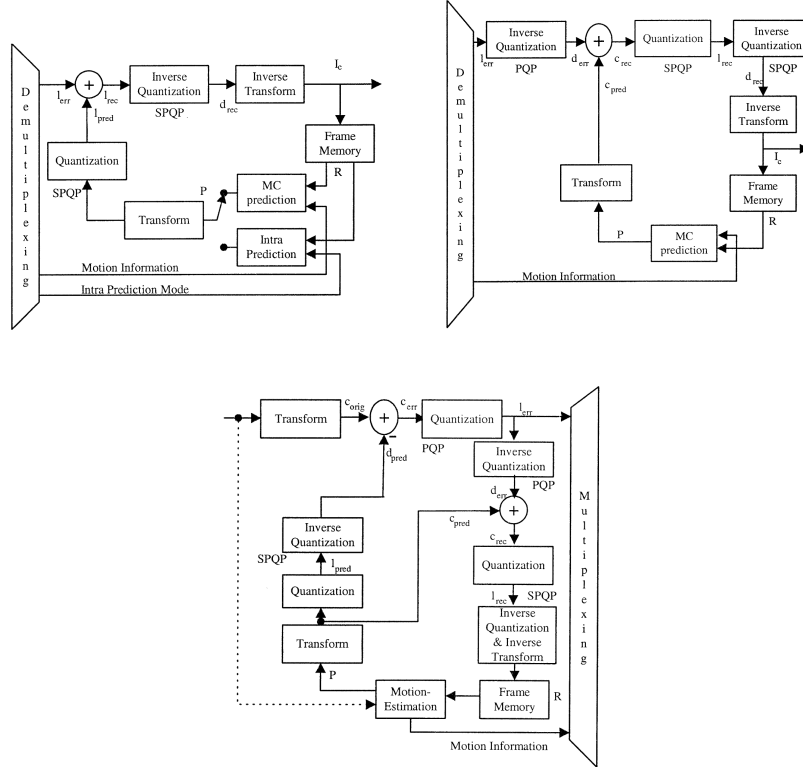 Demultiplexing
l_err
l_pred
l_rec
Inverse
Quantization
SPQP
d_rec
Inverse
Transform
I_c
Frame
Memory
R
Quantization
SPQP
Transform
P
MC
prediction
Intra
Prediction
Motion Information
Intra Prediction Mode
Demultiplexing
l_err
Inverse
Quantization
PQP
d_err
c_rec
c_pred
Quantization
SPQP
l_rec
Inverse
Quantization
SPQP
d_rec
Inverse
Transform
I_c
Frame
Memory
R
Transform
P
MC
prediction
Motion Information
Transform
c_orig
+
-
d_pred
c_err
Quantization
PQP
l_err
Inverse
Quantization
PQP
d_err
+
c_pred
c_rec
Quantization
SPQP
l_rec
Inverse
Quantization
& Inverse
Transform
Frame
Memory
R
Inverse
Quantization
SPQP
l_pred
Quantization
Transform
P
Motion-
Estimation
Motion Information
Multiplexing